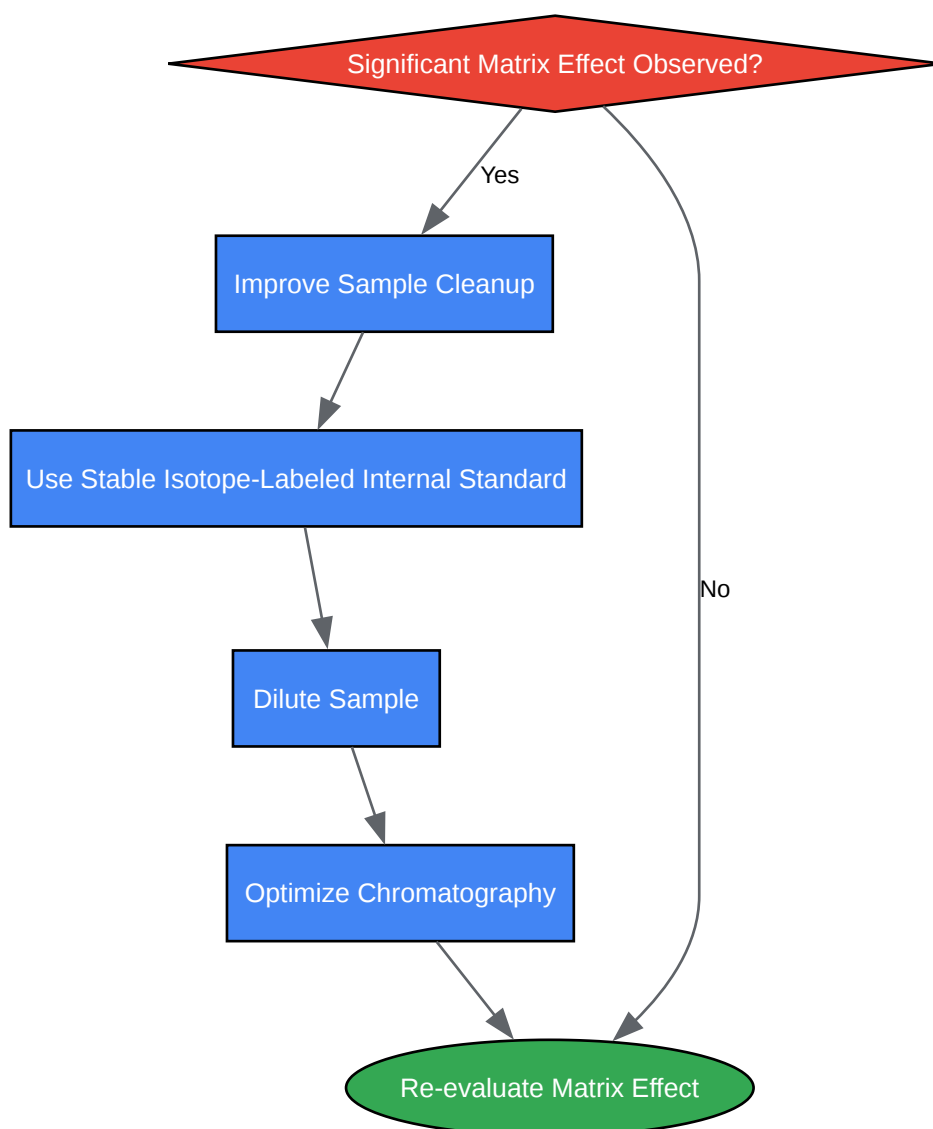 Significant Matrix Effect Observed?
Yes
Improve Sample Cleanup
Use Stable Isotope-Labeled Internal Standard
No
Dilute Sample
Optimize Chromatography
Re-evaluate Matrix Effect